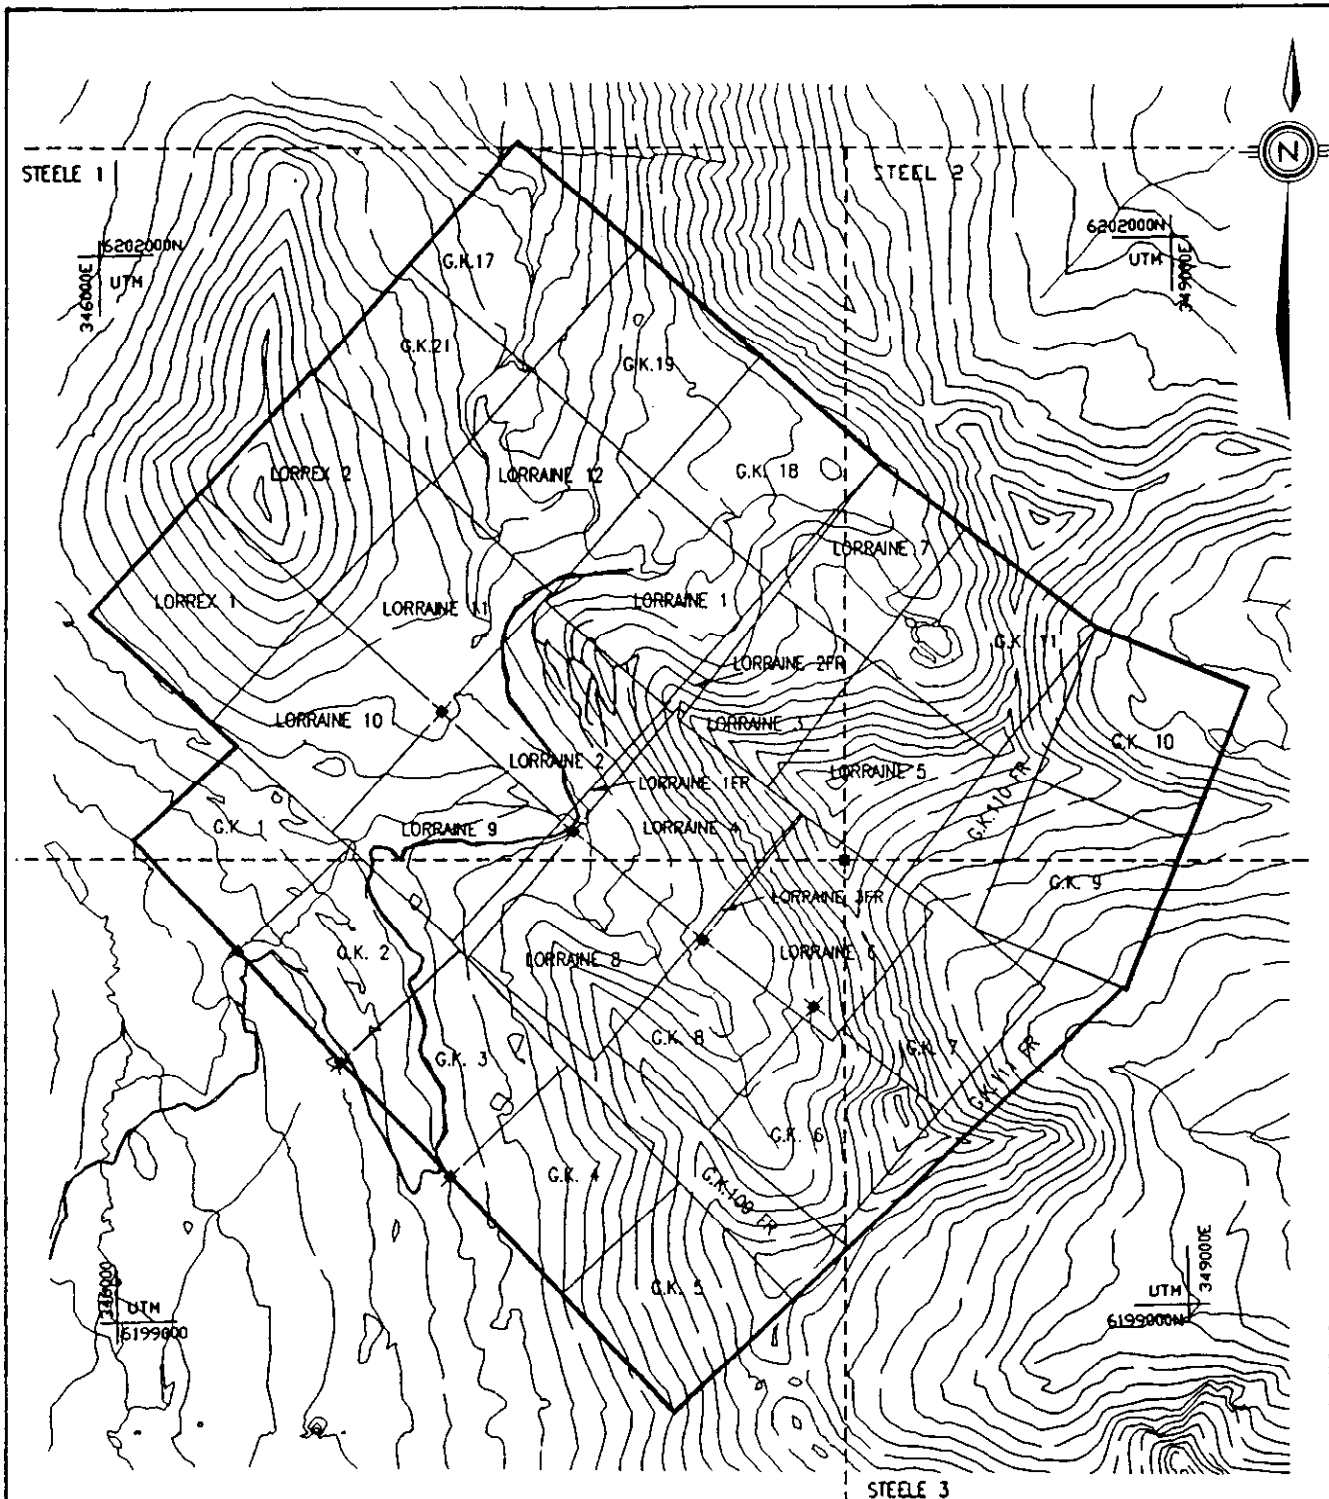 N
STEELE 1
STEEL 2
6202000N
346000E
UTM
6202000N
UTM
349000E
G.K.17
G.K.21
G.K.19
LORREX 2
LORRAINE 12
G.K. 18
LORRAINE 7
LORREX 1
LORRAINE 11
LORRAINE 1
G.K. 11
LORRAINE 2FR
LORRAINE 10
LORRAINE 3
G.K. 10
LORRAINE 2
LORRAINE 5
LORRAINE 1FR
G.K.110 FR
G.K. 1
LORRAINE 9
LORRAINE 4
G.K. 9
LORRAINE 3FR
G.K. 2
LORRAINE 8
LORRAINE 6
G.K. 3
G.K. 8
G.K. 7
G.K.111 FR
G.K. 6
G.K. 4
G.K.109 FR
G.K. 5
346000
UTM
6199000
349000E
UTM
6199000N
STEELE 3